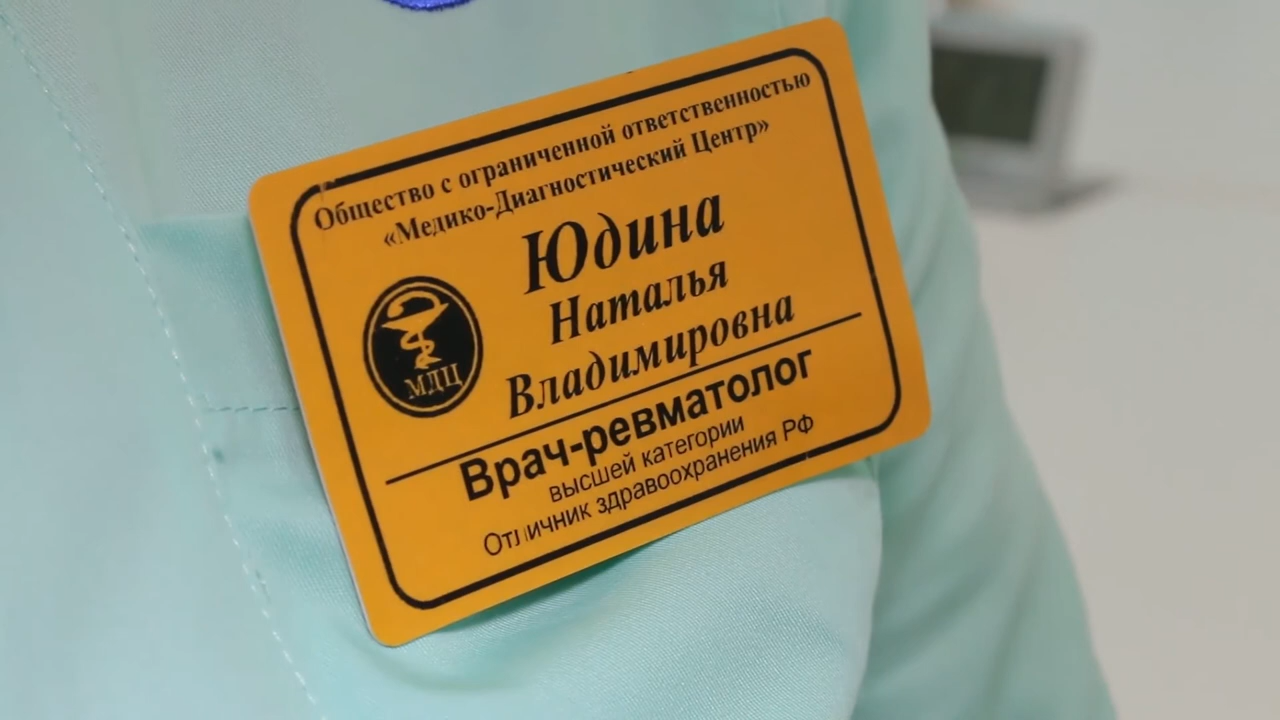 Общество с ограниченной ответственностью
«Медико-Диагностический Центр»
Юдина
Наталья
Владимировна
МДЦ
Врач-ревматолог
высшей категории
Отличник здравоохранения РФ